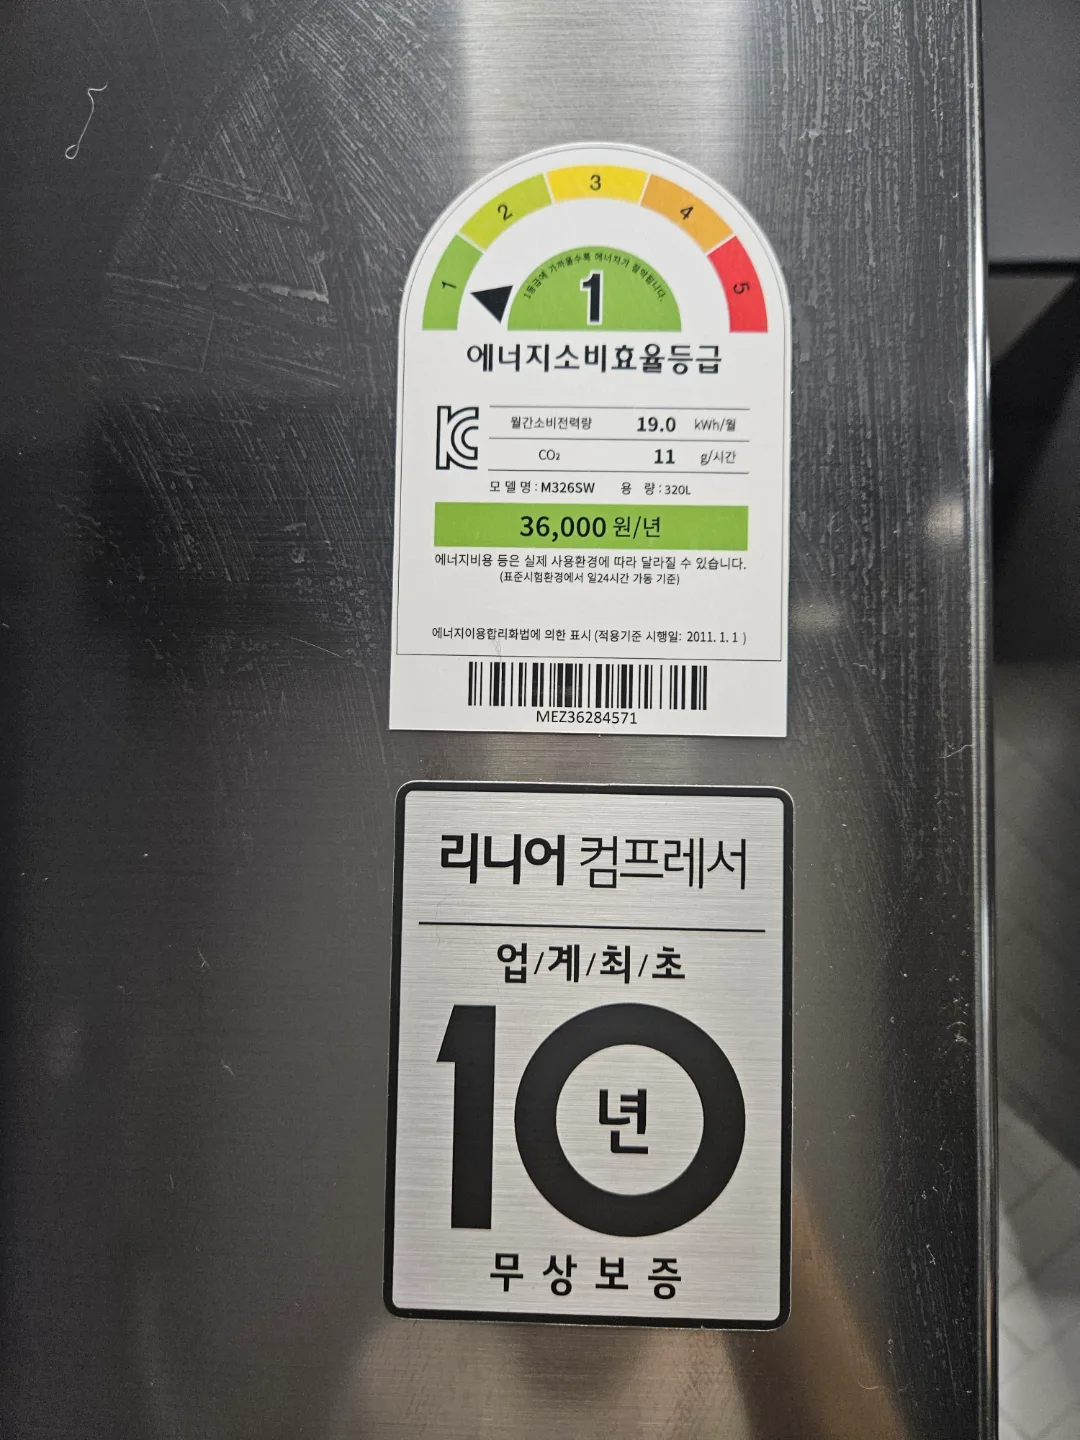 1
2
3
4
5
1등급에 가까울수록 에너지가 절약됩니다.
1
에너지소비효율등급
월간소비전력량 19.0 kWh/월
CO₂ 11 g/시간
모 델 명 : M326SW 용 량 : 320L
36,000 원/년
에너지비용 등은 실제 사용환경에 따라 달라질 수 있습니다.
(표준시험환경에서 일24시간 가동 기준)
에너지이용합리화법에 의한 표시 (적용기준 시행일: 2011. 1. 1 )
MEZ36284571
리니어 컴프레서
업/계/최/초
10년
무상보증